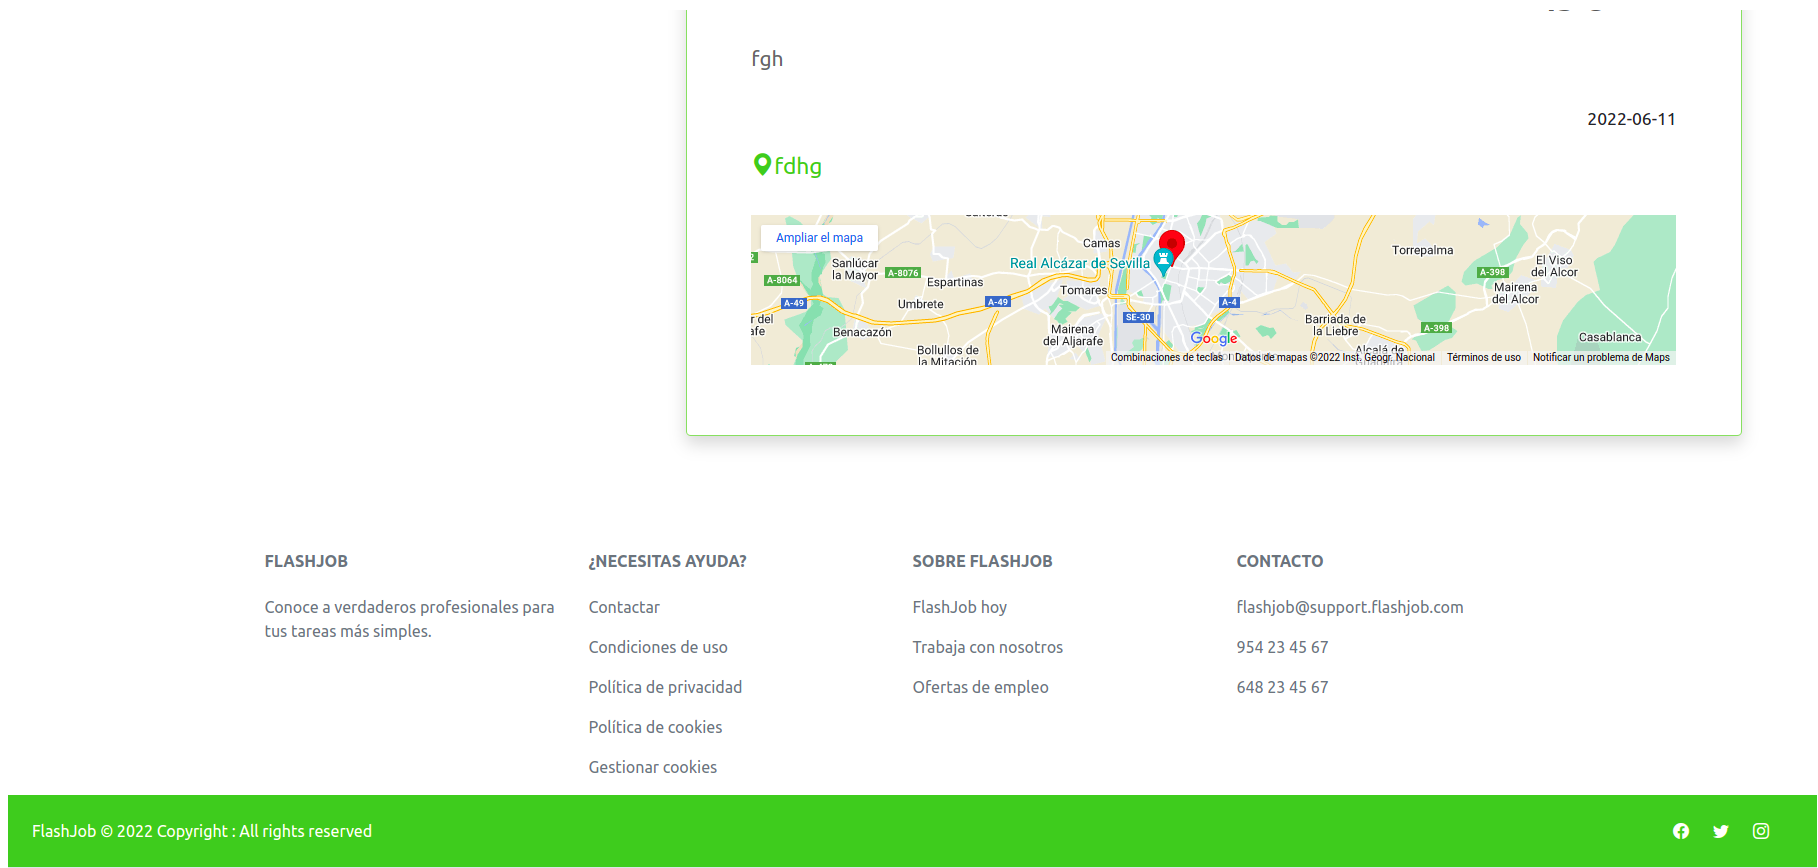 fgh
2022-06-11
fdhg
Ampliar el mapa
Camas
Torrepalma
Real Alcázar de Sevilla
Sanlúcar
la Mayor
A-8076
A-398
El Viso
del Alcor
A-8064
Espartinas
Tomares
Mairena
del Alcor
A-49
Umbrete
A-49
A-4
SE-30
Barriada de
la Liebre
A-398
Benacazón
Mairena
del Aljarafe
Casablanca
Google
Bollullos de
la Mitación
Alcalá de
Combinaciones de teclas
Datos de mapas ©2022 Inst. Geogr. Nacional
Términos de uso
Notificar un problema de Maps
FLASHJOB
Conoce a verdaderos profesionales para
tus tareas más simples.
¿NECESITAS AYUDA?
Contactar
Condiciones de uso
Política de privacidad
Política de cookies
Gestionar cookies
SOBRE FLASHJOB
FlashJob hoy
Trabaja con nosotros
Ofertas de empleo
CONTACTO
flashjob@support.flashjob.com
954 23 45 67
648 23 45 67
FlashJob © 2022 Copyright : All rights reserved